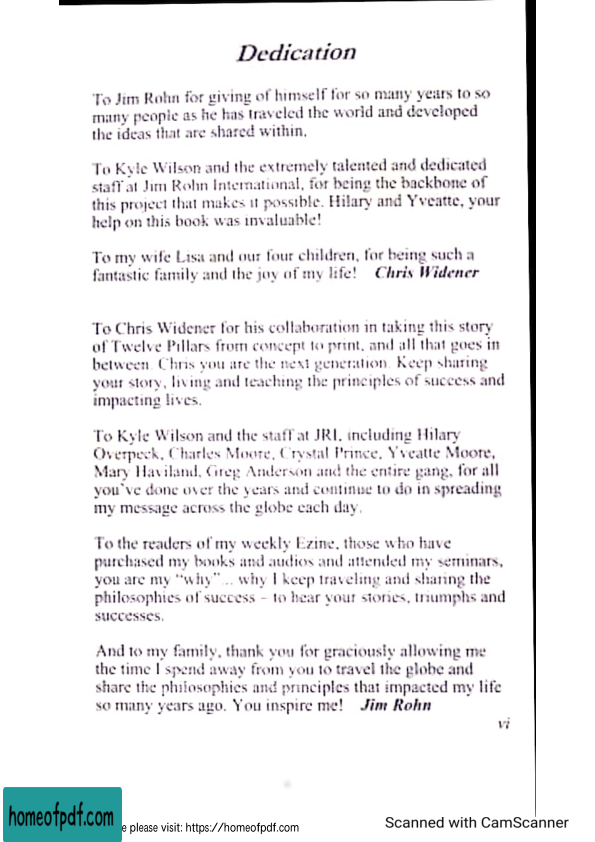 Dedication
To Jim Rohn for giving of himself for so many years to so
many people as he has traveled the world and developed
the ideas that are shared within.
To Kyle Wilson and the extremely talented and dedicated
staff at Jim Rohn International, for being the backbone of
this project that makes it possible. Hilary and Yveatte, your
help on this book was invaluable!
To my wife Lisa and our four children, for being such a
fantastic family and the joy of my life! Chris Widener
To Chris Widener for his collaboration in taking this story
of Twelve Pillars from concept to print, and all that goes in
between. Chris you are the next generation. Keep sharing
your story, living and teaching the principles of success and
impacting lives.
To Kyle Wilson and the staff at JRI, including Hilary
Overpeck, Charles Moore, Crystal Prince, Yveatte Moore,
Mary Haviland, Greg Anderson and the entire gang, for all
you've done over the years and continue to do in spreading
my message across the globe each day.
To the readers of my weekly Ezine, those who have
purchased my books and audios and attended my seminars,
you are my "why"... why I keep traveling and sharing the
philosophies of success – to hear your stories, triumphs and
successes.
And to my family, thank you for graciously allowing me
the time I spend away from you to travel the globe and
share the philosophies and principles that impacted my life
so many years ago. You inspire me! Jim Rohn
vi
homeofpdf.com
e please visit: https://homeofpdf.com
Scanned with CamScanner